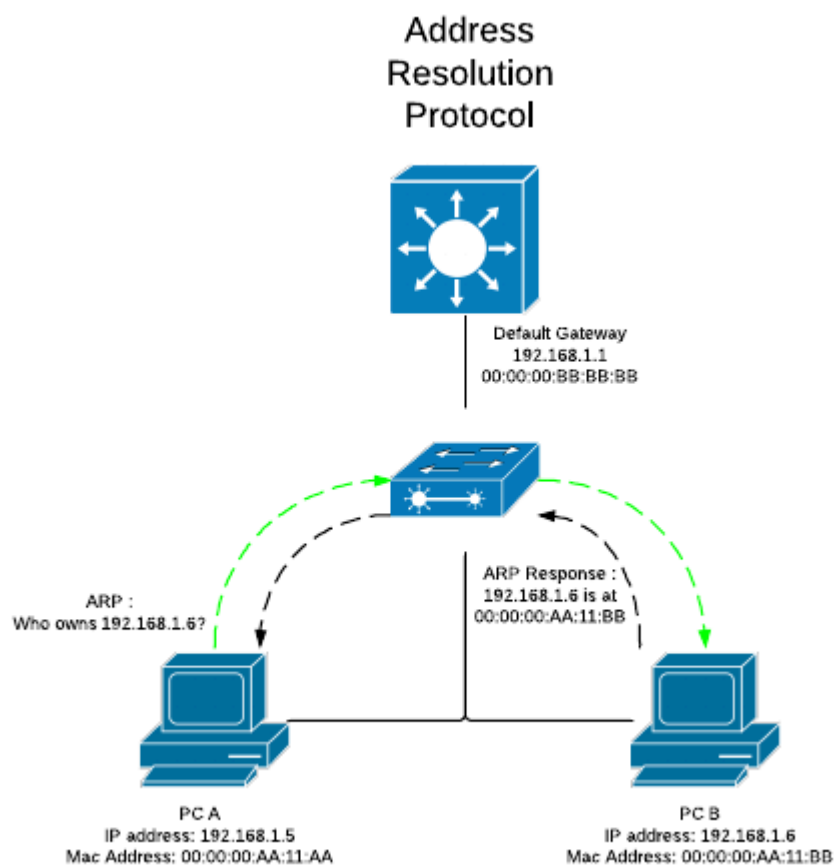 Address
Resolution
Protocol
Default Gateway
192.168.1.1
00:00:00:BB:BB:BB
ARP :
Who owns 192.168.1.6?
ARP Response :
192.168.1.6 is at
00:00:00:AA:11:BB
PC A
IP address: 192.168.1.5
Mac Address: 00:00:00:AA:11:AA
PC B
IP address: 192.168.1.6
Mac Address: 00:00:00:AA:11:BB